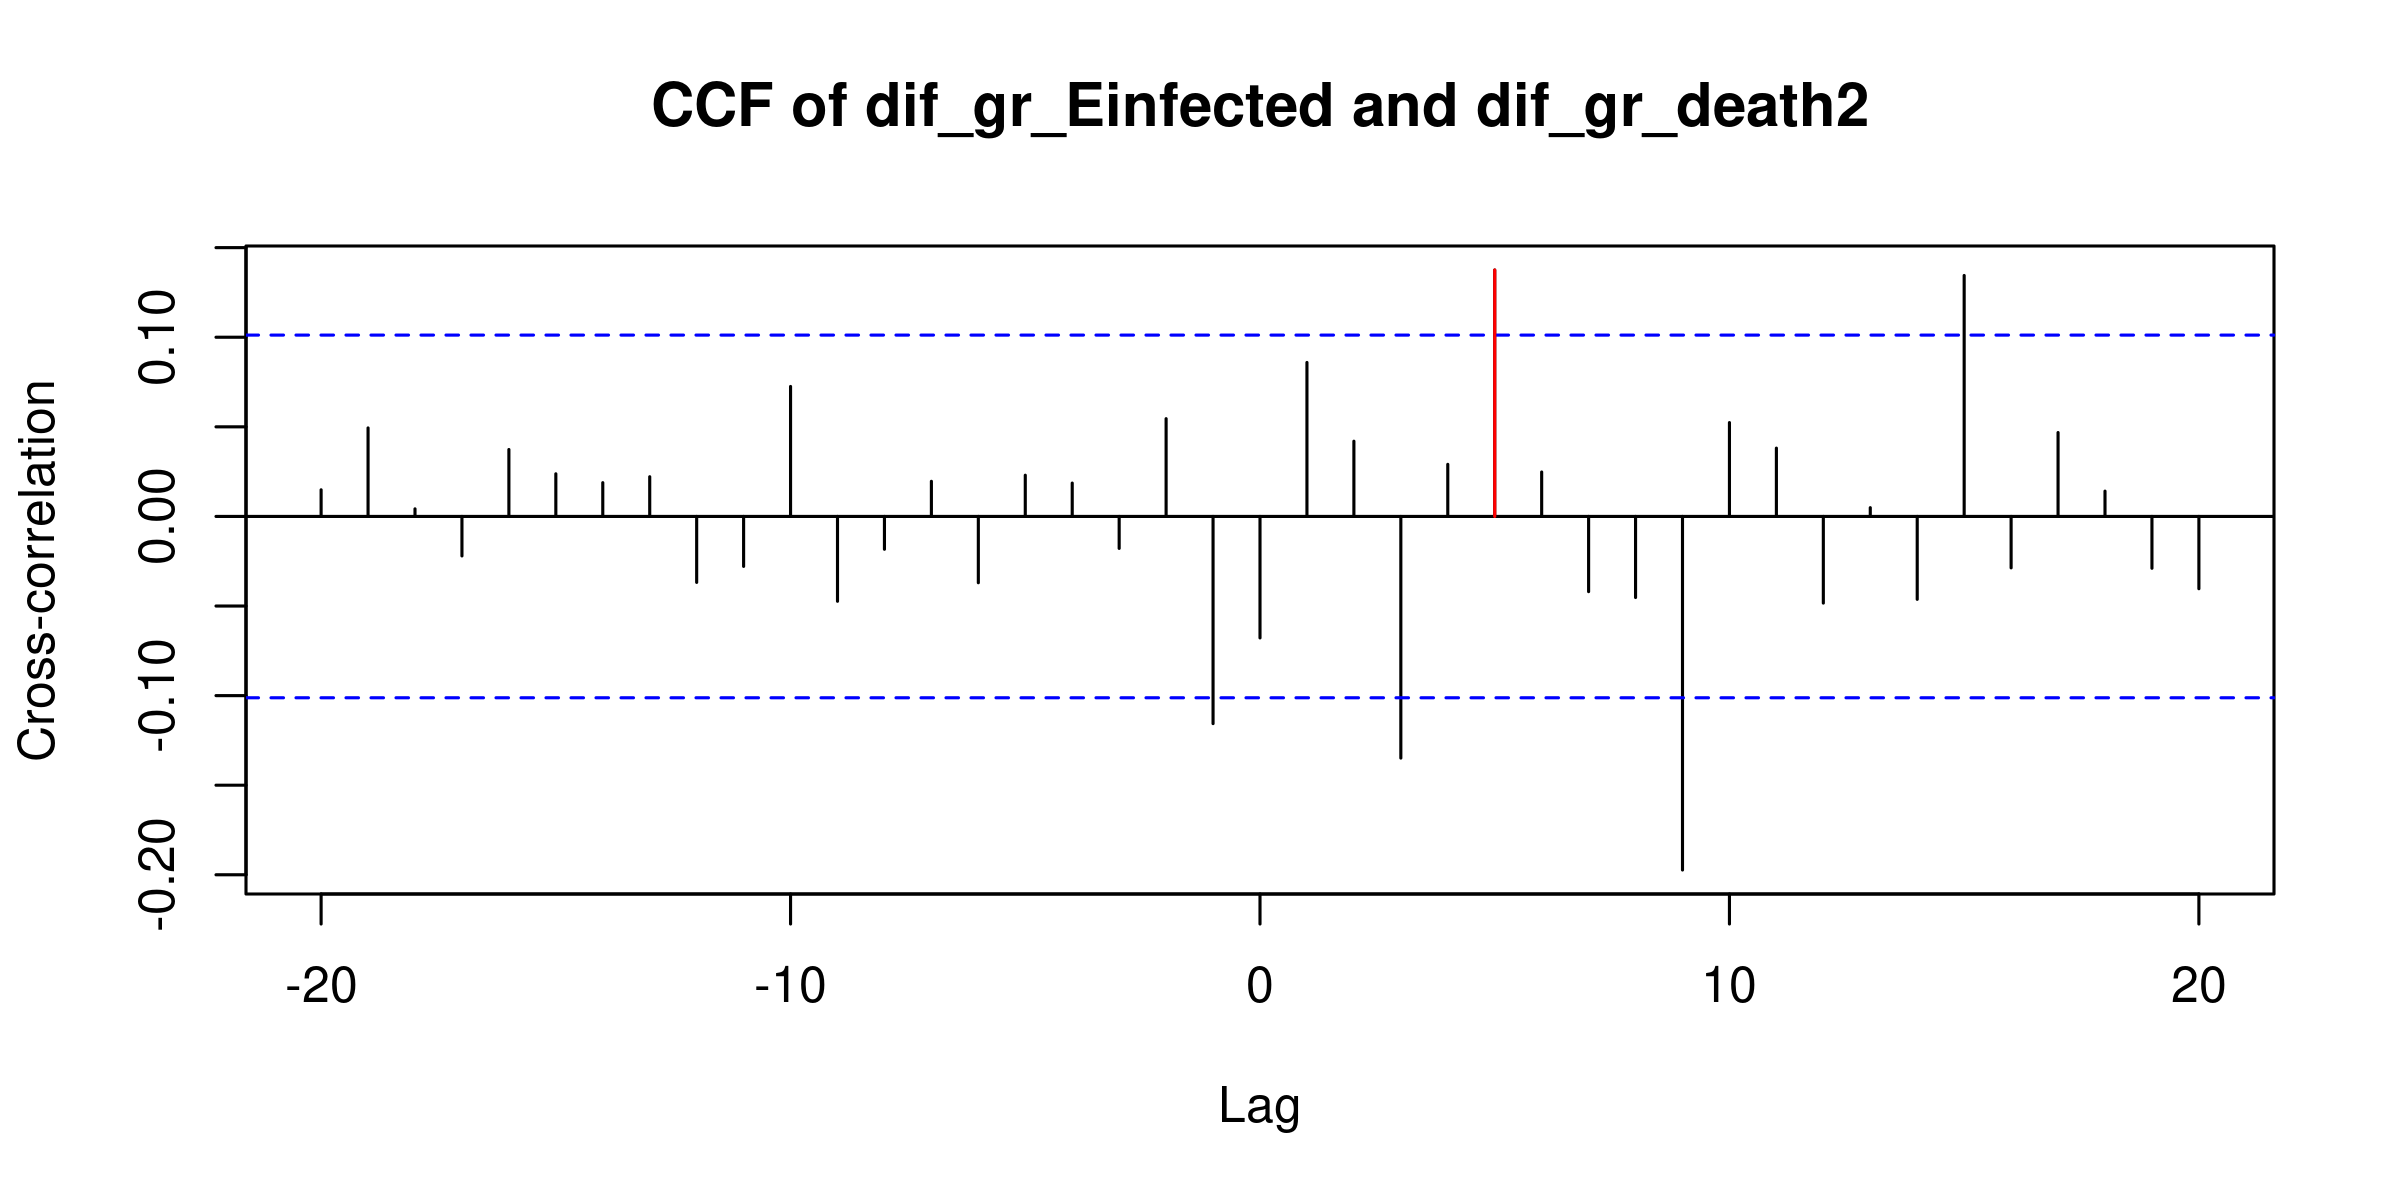 CCF of dif_gr_Einfected and dif_gr_death2
Cross-correlation
0.10
0.00
-0.10
-0.20
-20 -10 0 10 20
Lag